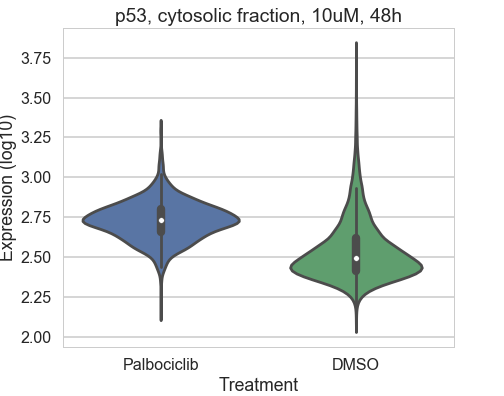 p53, cytosolic fraction, 10uM, 48h
Expression (log10)
3.75
3.50
3.25
3.00
2.75
2.50
2.25
2.00
Palbociclib
DMSO
Treatment